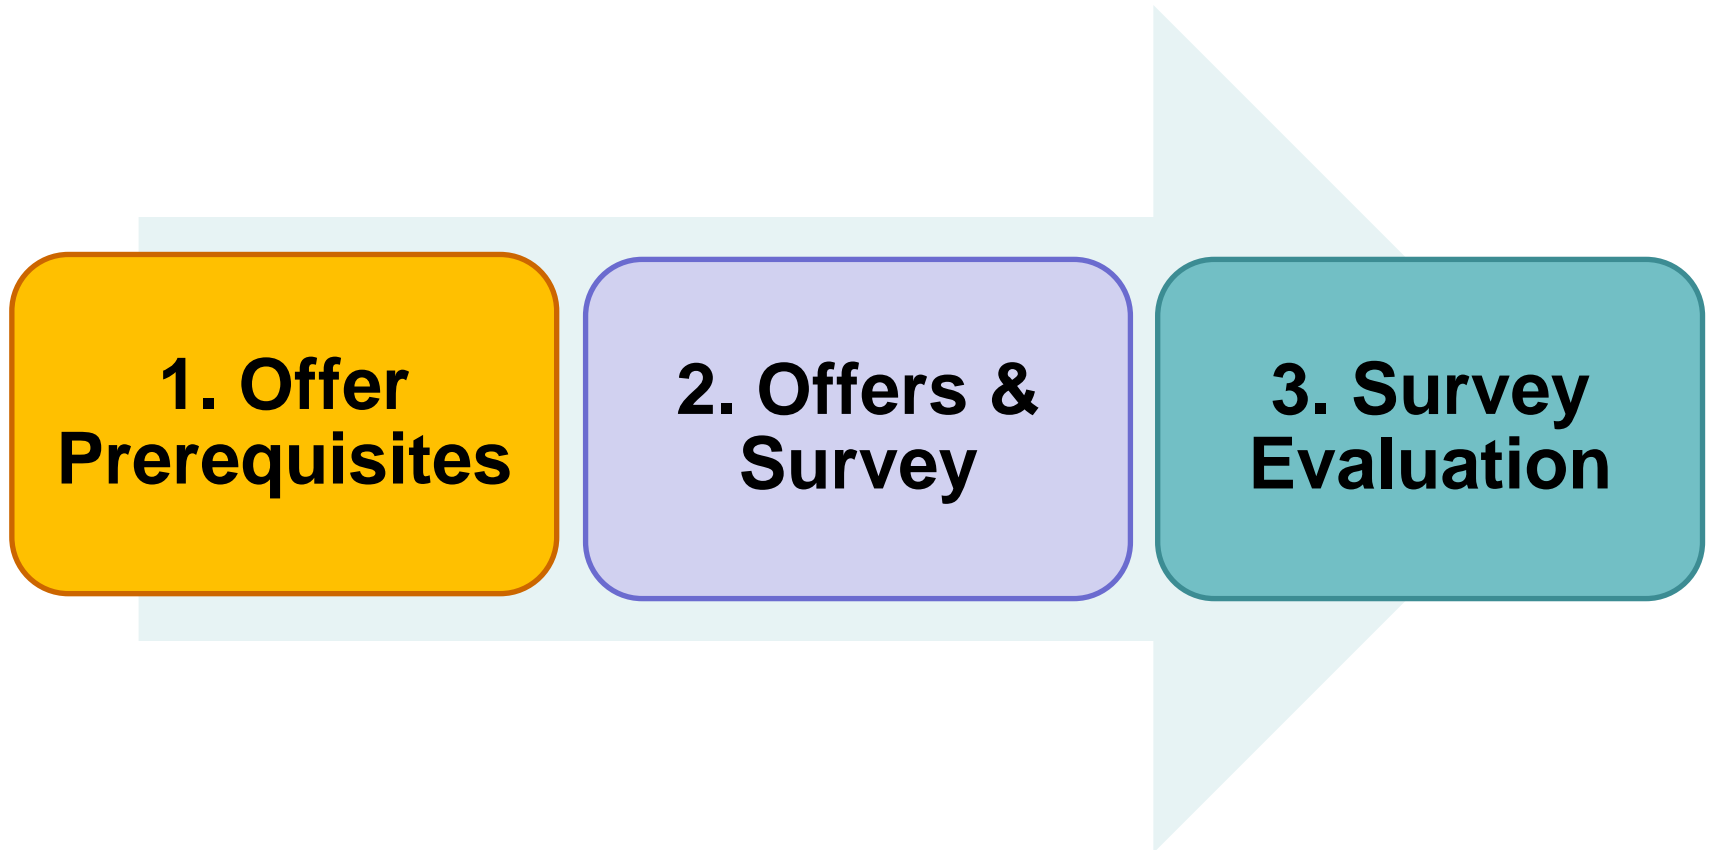 1. Offer
Prerequisites
2. Offers &
Survey
3. Survey
Evaluation